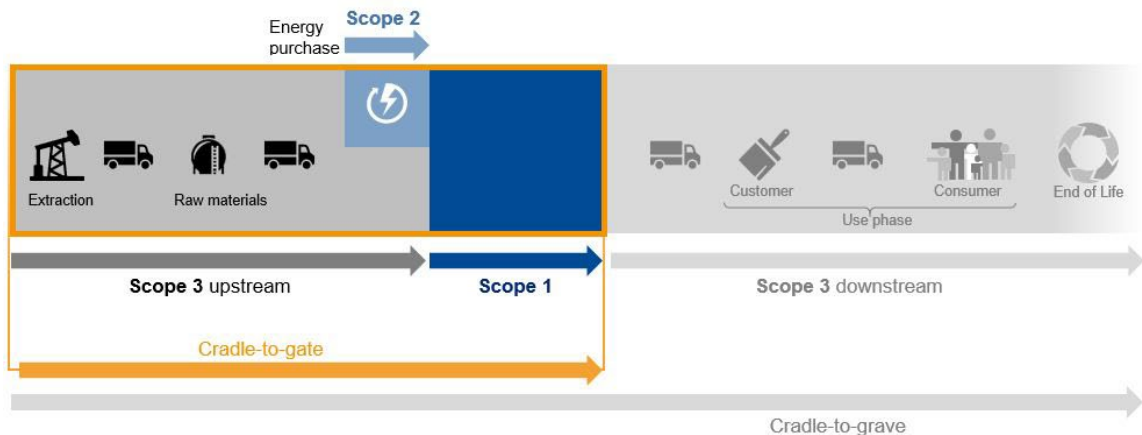 Energy
purchase
Scope 2
Extraction
Raw materials
Customer
Consumer
End of Life
Use phase
Scope 3 upstream
Scope 1
Scope 3 downstream
Cradle-to-gate
Cradle-to-grave